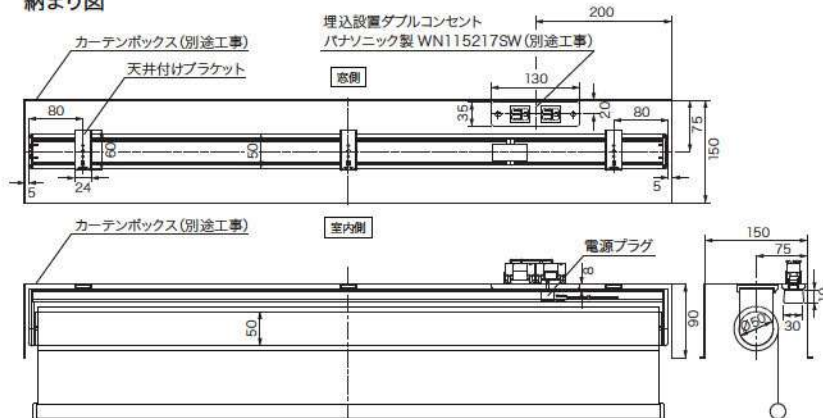 納まり図
200
埋込設置ダブルコンセント
パナソニック製 WN115217SW(別途工事)
カーテンボックス(別途工事)
天井付けブラケット
窓側
130
80
35
20
80
75
150
60
50
5
24
5
カーテンボックス(別途工事)
室内側
電源プラグ
150
75
8
50
90
Ø50
30
10